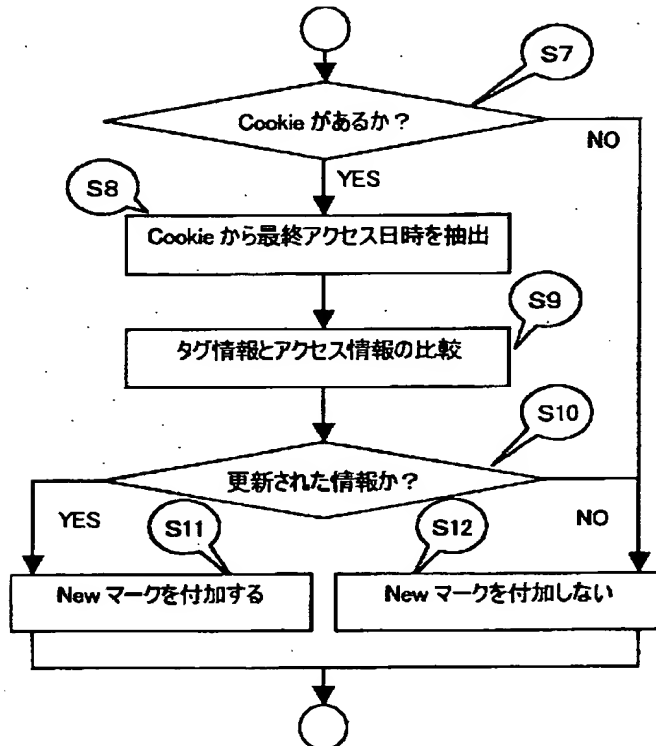 S7
Cookie があるか？
NO
YES
S8
Cookie から最終アクセス日時を抽出
S9
タグ情報とアクセス情報の比較
S10
更新された情報か？
YES
S11
S12
NO
New マークを付加する
New マークを付加しない